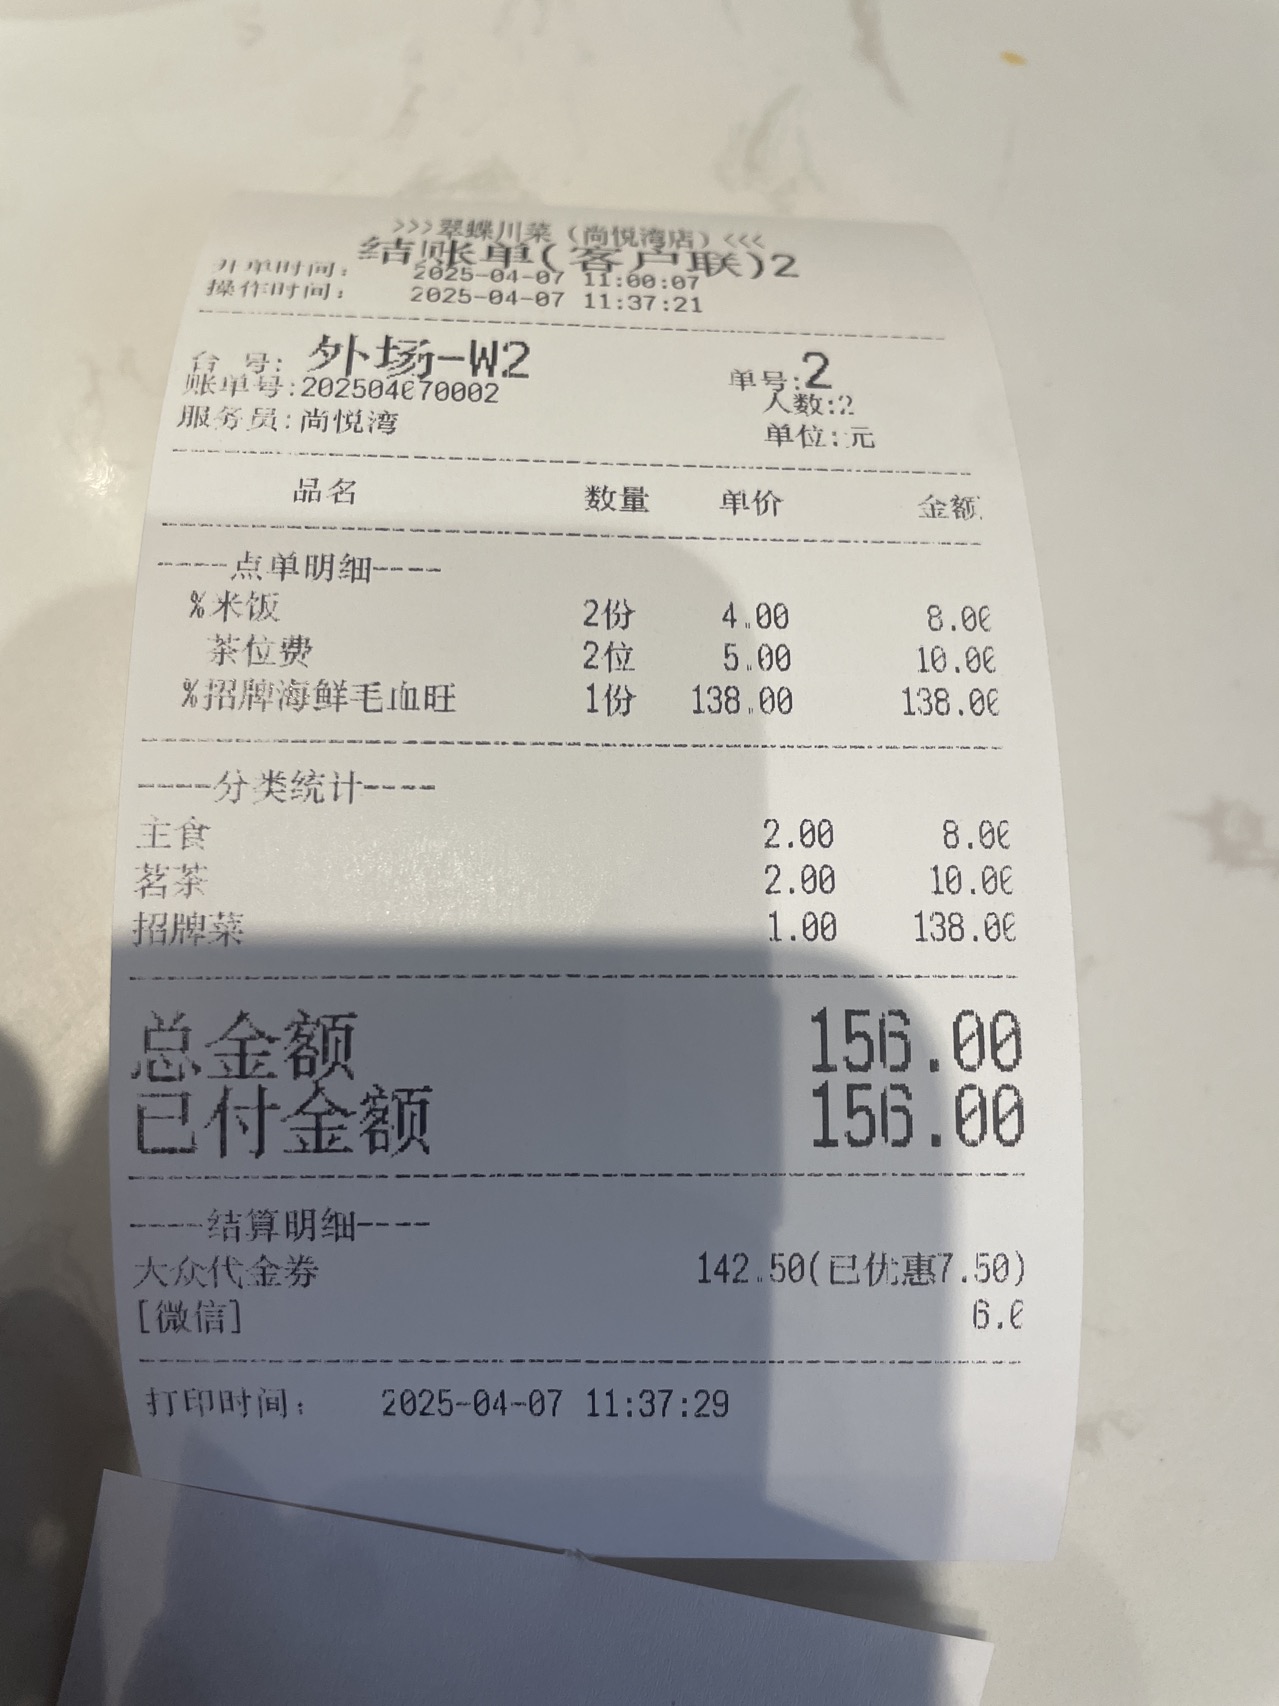 >>>翠蝶川菜（尚悦湾店）<<<
结账单(客户联)2
开单时间： 2025-04-07 11:00:07
操作时间： 2025-04-07 11:37:21
台 号: 外场-W2 单号:2
账单号:202504070002 人数:2
服务员:尚悦湾 单位:元
品名 数量 单价 金额
----点单明细----
%米饭 2份 4.00 8.00
茶位费 2位 5.00 10.00
%招牌海鲜毛血旺 1份 138.00 138.00
----分类统计----
主食 2.00 8.00
茗茶 2.00 10.00
招牌菜 1.00 138.00
总金额 156.00
已付金额 156.00
----结算明细----
大众代金券 142.50(已优惠7.50)
[微信] 6.0
打印时间： 2025-04-07 11:37:29